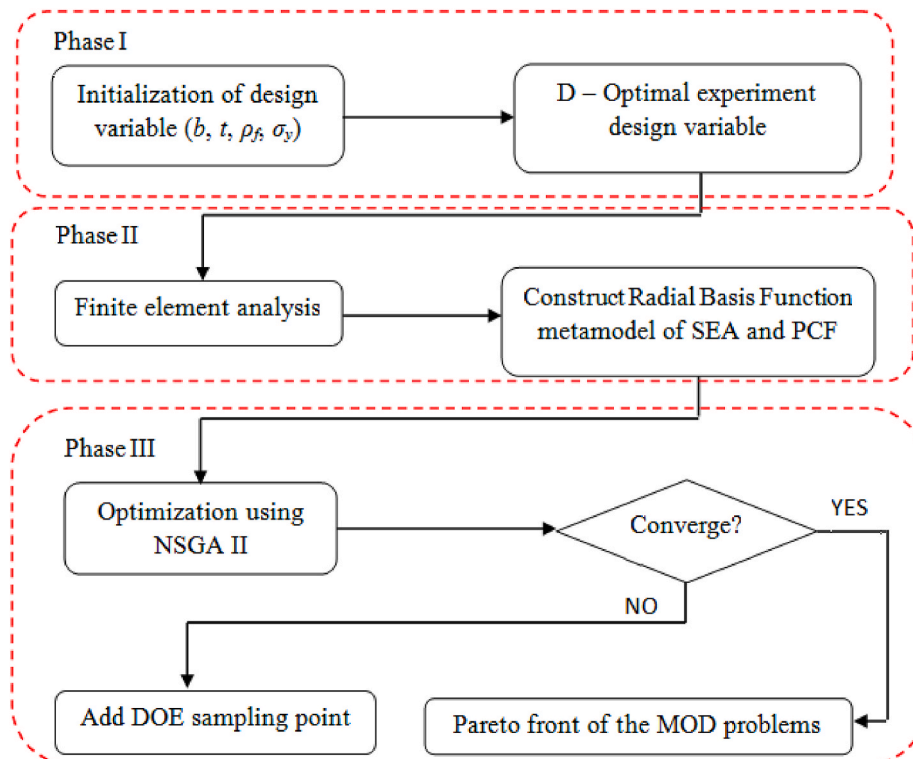 Phase I
Initialization of design
variable (b, t, ρf, σy)
D – Optimal experiment
design variable
Phase II
Finite element analysis
Construct Radial Basis Function
metamodel of SEA and PCF
Phase III
Optimization using
NSGA II
Converge?
YES
NO
Add DOE sampling point
Pareto front of the MOD problems